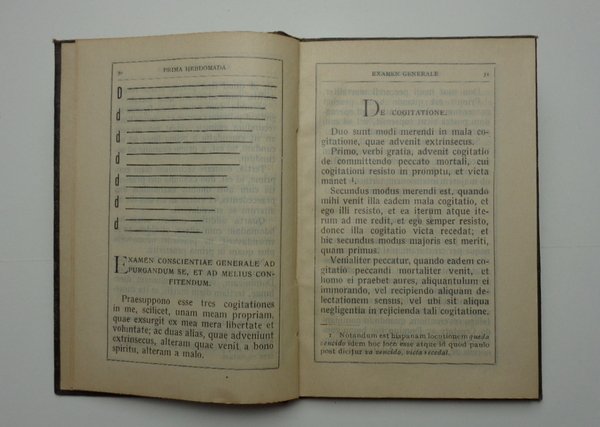 30
PRIMA HEBDOMADA
D
D
d
d
d
d
d
d
EXAMEN CONSCIENTIAE GENERALE AD
PURGANDUM SE, ET AD MELIUS CON-
FITENDUM.
Praesuppono esse tres cogitationes
in me, scilicet, unam meam propriam,
quae exsurgit ex mea mera libertate et
voluntate; ac duas alias, quae adveniunt
extrinsecus, alteram quae venit a bono
spiritu, alteram a malo.
EXAMEN GENERALE
31
DE COGITATIONE.
Duo sunt modi merendi in mala co-
gitatione, quae advenit extrinsecus.
Primo, verbi gratia, advenit cogitatio
de committendo peccato mortali, cui
cogitationi resisto in promptu, et victa
manet 1.
Secundus modus merendi est, quando
mihi venit illa eadem mala cogitatio, et
ego illi resisto, et ea iterum atque ite-
rum ad me redit, et ego semper resisto,
donec illa cogitatio victa recedat; et
hic secundus modus majoris est meriti,
quam primus.
Venialiter peccatur, quando eadem co-
gitatio peccandi mortaliter venit, et
homo ei praebet aures, aliquantulum ei
immorando, vel recipiendo aliquam de-
lectationem sensus, vel ubi sit aliqua
negligentia in rejicienda tali cogitatione.
1 Notandum est hispanam locutionem queda
vencido idem hoc loco esse atque id quod paulo
post dicitur va vencido, victa recedat.